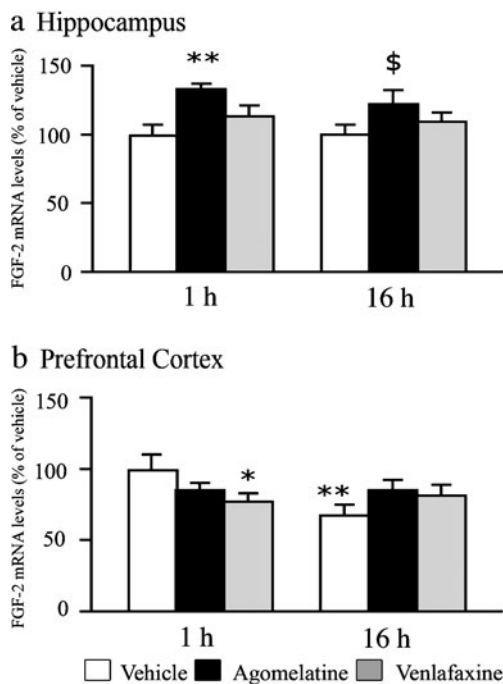 a Hippocampus
FGF-2 mRNA levels (% of vehicle)
150
100
50
0
**
$
1 h
16 h
b Prefrontal Cortex
FGF-2 mRNA levels (% of vehicle)
150
100
50
0
*
**
1 h
16 h
Vehicle Agomelatine Venlafaxine